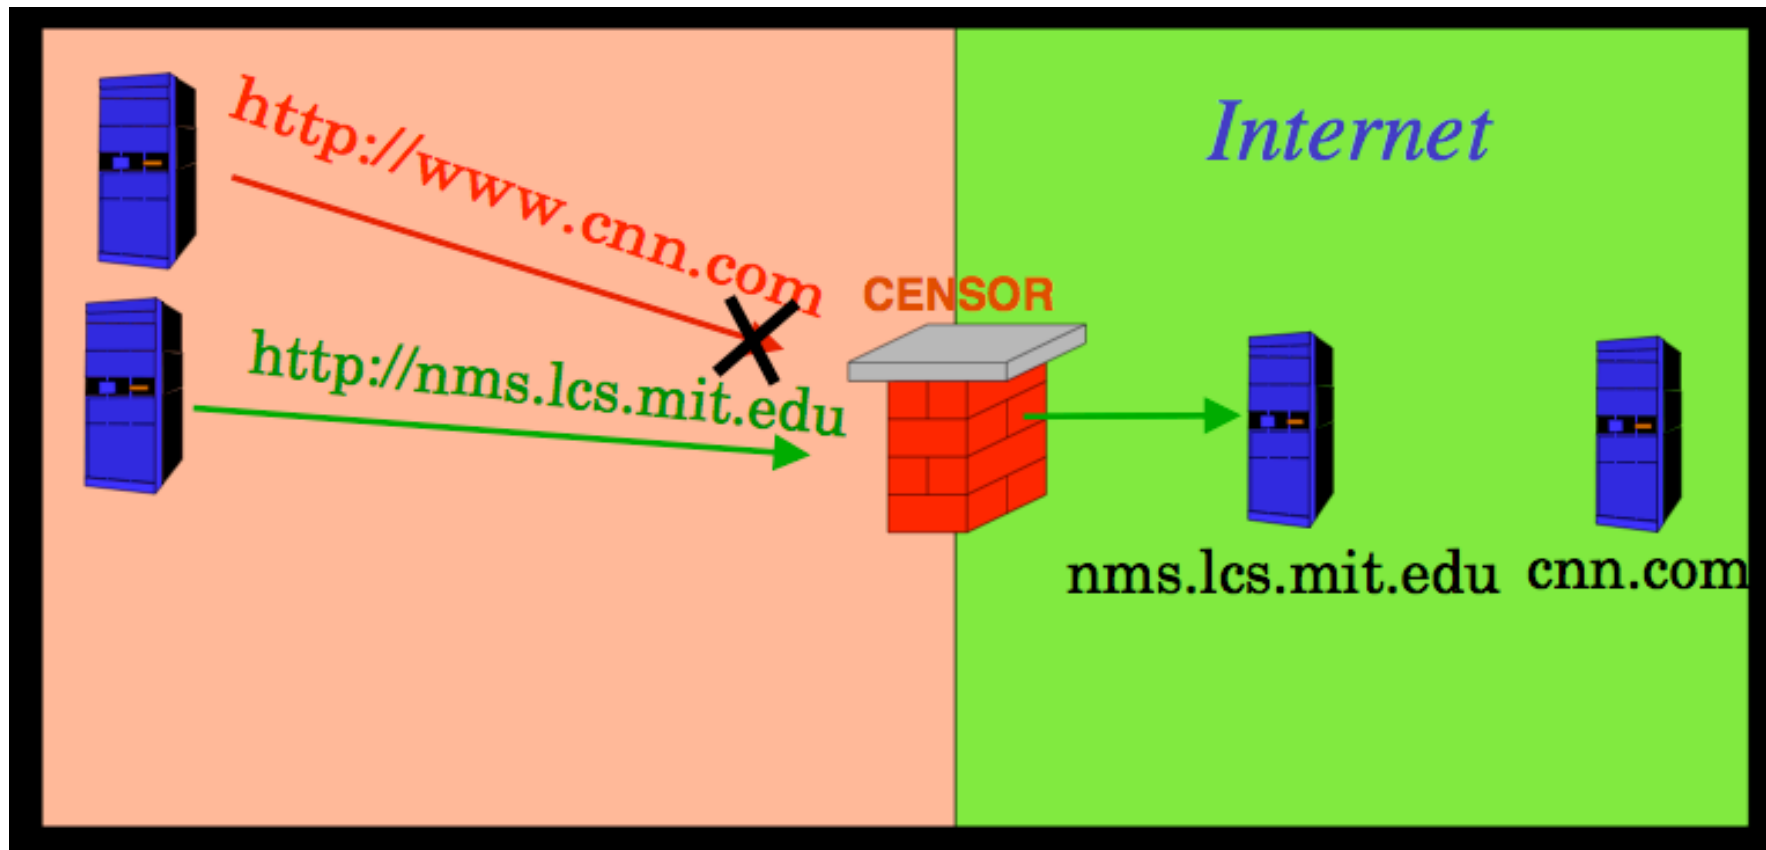 http://www.cnn.com
Internet
CENSOR
http://nms.lcs.mit.edu
nms.lcs.mit.edu
cnn.com